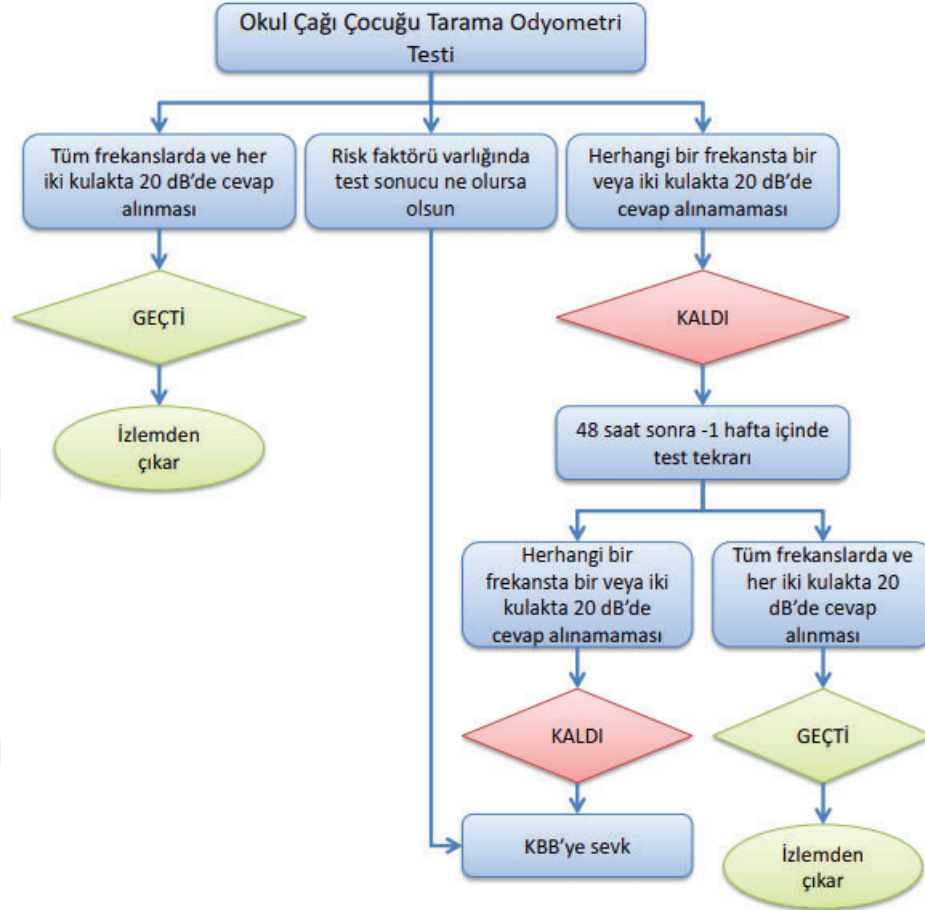 Okul Çağı Çocuğu Tarama Odyometri
Testi
Tüm frekanslarda ve her
iki kulakta 20 dB’de cevap
alınması
Risk faktörü varlığında
test sonucu ne olursa
olsun
Herhangi bir frekansta bir
veya iki kulakta 20 dB’de
cevap alınamaması
GEÇTİ
KALDI
İzlemden
çıkar
48 saat sonra -1 hafta içinde
test tekrarı
Herhangi bir
frekansta bir veya iki
kulakta 20 dB’de
cevap alınamaması
Tüm frekanslarda ve
her iki kulakta 20
dB’de cevap
alınması
KALDI
GEÇTİ
KBB’ye sevk
İzlemden
çıkar